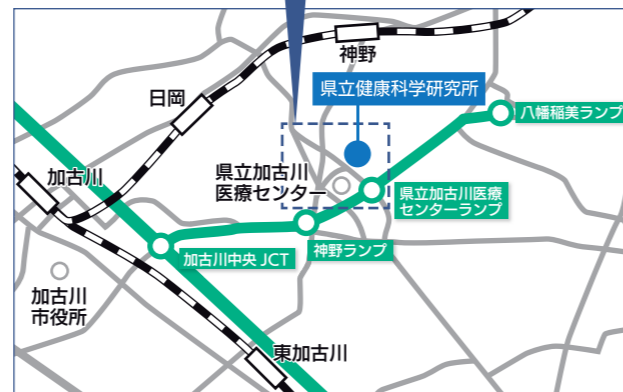 神野
県立健康科学研究所
日岡
八幡稲美ランプ
加古川
県立加古川
医療センター
県立加古川医療
センターランプ
神野ランプ
加古川中央 JCT
加古川
市役所
東加古川